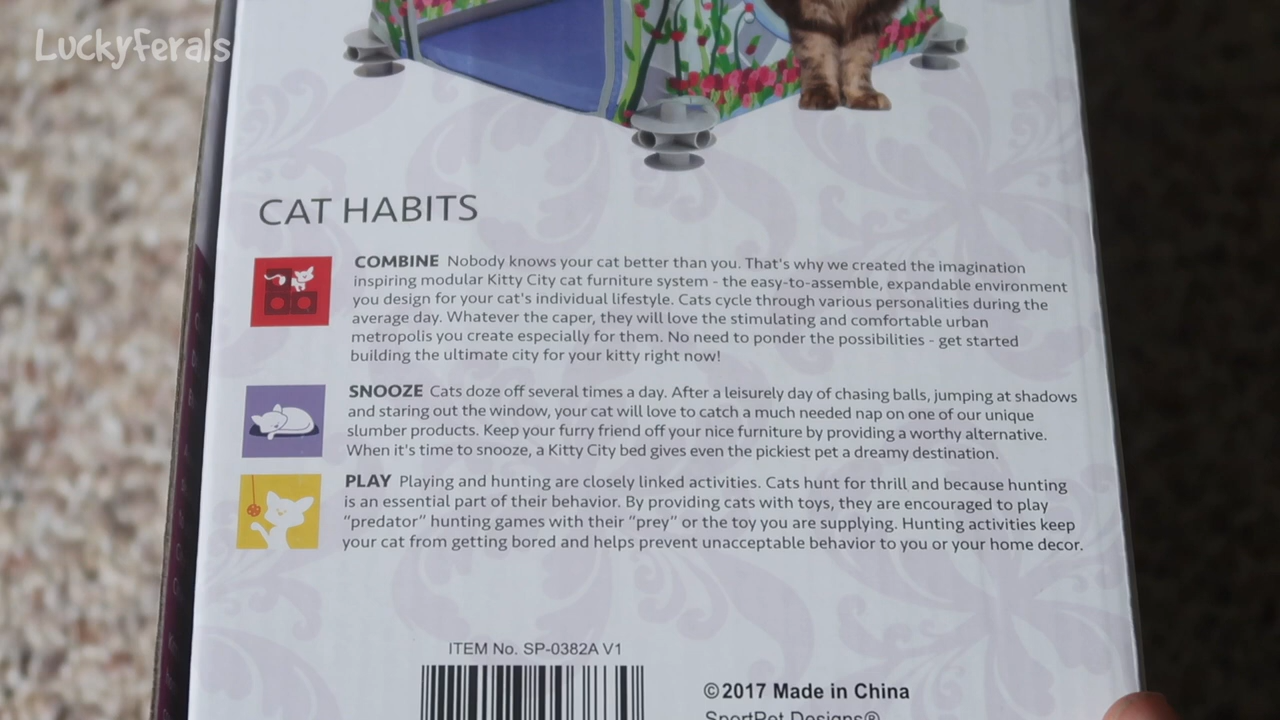 LuckyFerals
CAT HABITS
COMBINE Nobody knows your cat better than you. That's why we created the imagination
inspiring modular Kitty City cat furniture system - the easy-to-assemble, expandable environment
you design for your cat's individual lifestyle. Cats cycle through various personalities during the
average day. Whatever the caper, they will love the stimulating and comfortable urban
metropolis you create especially for them. No need to ponder the possibilities - get started
building the ultimate city for your kitty right now!
SNOOZE Cats doze off several times a day. After a leisurely day of chasing balls, jumping at shadows
and staring out the window, your cat will love to catch a much needed nap on one of our unique
slumber products. Keep your furry friend off your nice furniture by providing a worthy alternative.
When it's time to snooze, a Kitty City bed gives even the pickiest pet a dreamy destination.
PLAY Playing and hunting are closely linked activities. Cats hunt for thrill and because hunting
is an essential part of their behavior. By providing cats with toys, they are encouraged to play
"predator" hunting games with their "prey" or the toy you are supplying. Hunting activities keep
your cat from getting bored and helps prevent unacceptable behavior to you or your home decor.
ITEM No. SP-0382A V1
©2017 Made in China
SportPet Designs®